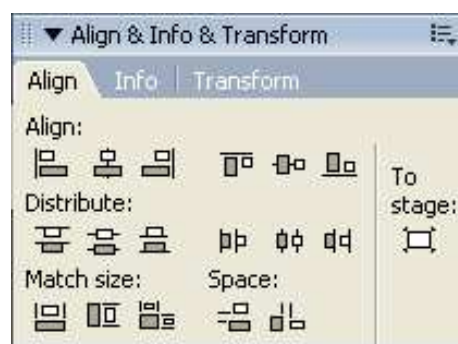 Align & Info & Transform
Align Info Transform
Align:
To
stage:
Distribute:
Match size: Space: